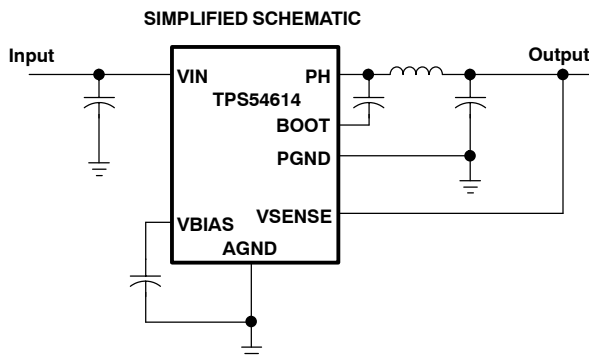 SIMPLIFIED SCHEMATIC
Input
Output
VIN
PH
TPS54614
BOOT
PGND
VBIAS
VSENSE
AGND